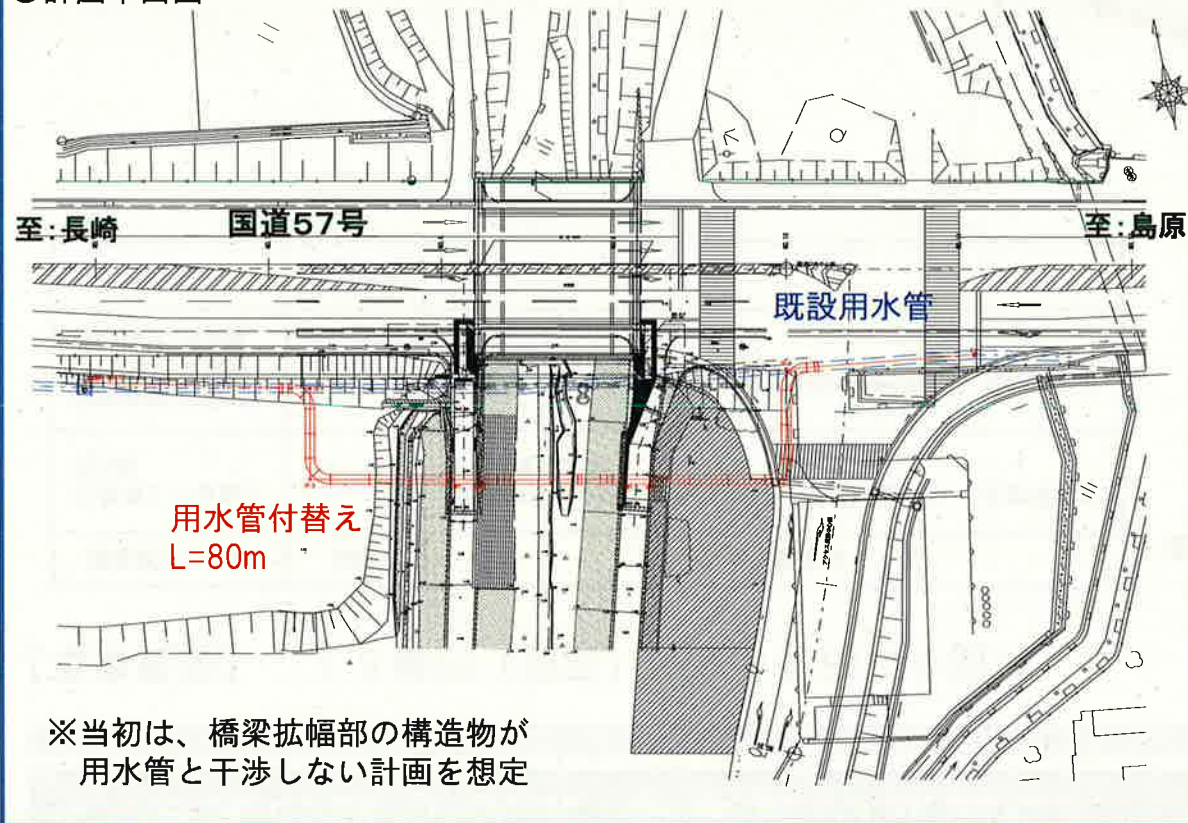 至：長崎
国道57号
至：島原
既設用水管
用水管付替え
L=80m
※当初は、橋梁拡幅部の構造物が
用水管と干渉しない計画を想定